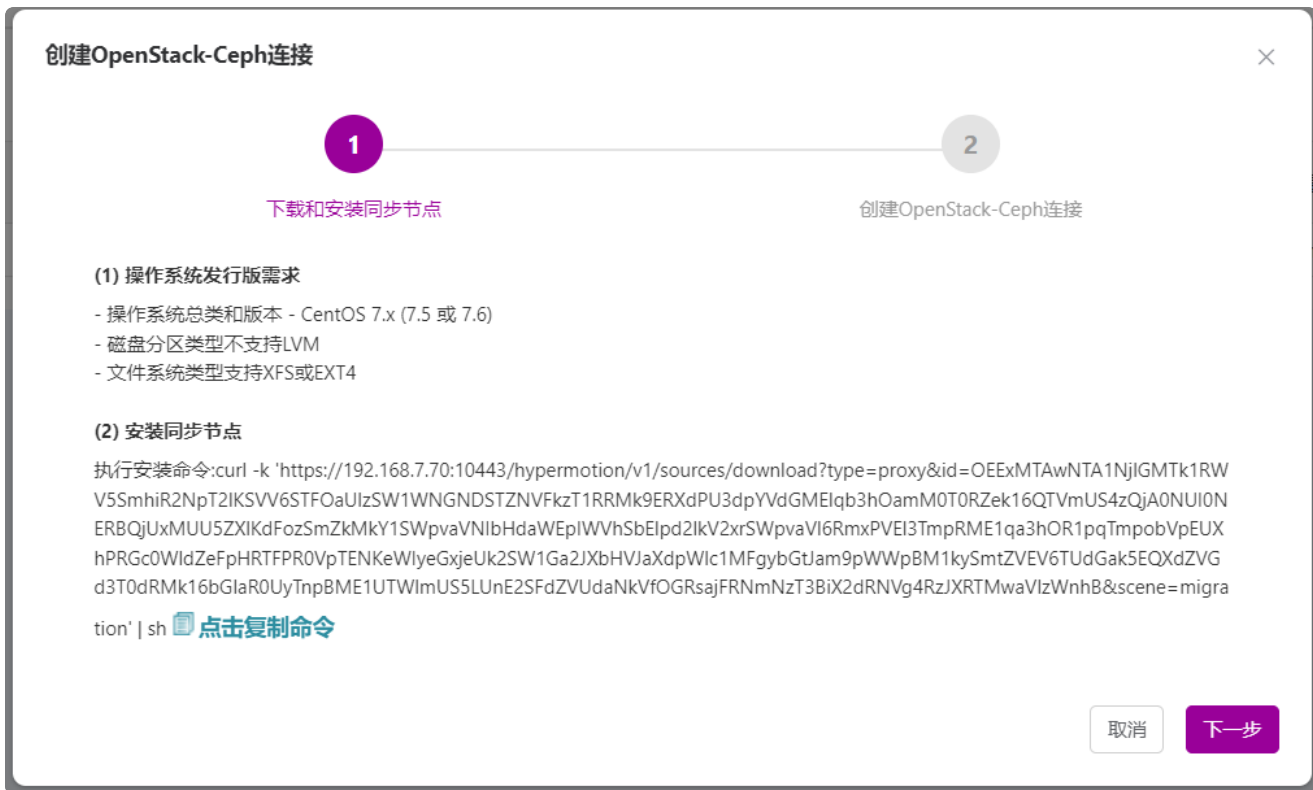 创建OpenStack-Ceph连接
1
2
下载和安装同步节点
创建OpenStack-Ceph连接
(1) 操作系统发行版需求
- 操作系统总类和版本 - CentOS 7.x (7.5 或 7.6)
- 磁盘分区类型不支持LVM
- 文件系统类型支持XFS或EXT4
(2) 安装同步节点
执行安装命令:curl -k 'https://192.168.7.70:10443/hypermotion/v1/sources/download?type=proxy&id=OEExMTAwNTA1NjlGMTk1RW
V5SmhiR2NpT2lKSVV6STFOaUlzSW1WNGNDSTZNVFkzT1RRMk9ERXdPU3dpYVdGMElqb3hOamM0T0RZek16QTVmUS4zQjA0NUI0N
ERBQjUxMUU5ZXlKdFozSmZkMkY1SWpvaVNIbHdaWEplWVhSbElpd2lkV2xrSWpvaVl6RmxPVEl3TmpRME1qa3hOR1pqTmpobVpEUX
hPRGc0WldZeFpHRTFPR0VpTENKeWIyeGxjeUk2SW1Ga2JXbHVJaXdpWlc1MFgybGtJam9pWWpBM1kySmtZVEV6TUdGak5EQXdZVG
d3T0dRMk16bGlaR0UyTnpBME1UTWlmUS5LUnE2SFdZVUdaNkVfOGRsajFRNmNzT3BiX2dRNVg4RzJXRTMwaVlzWnhB&scene=migra
tion' | sh 点击复制命令
取消
下一步